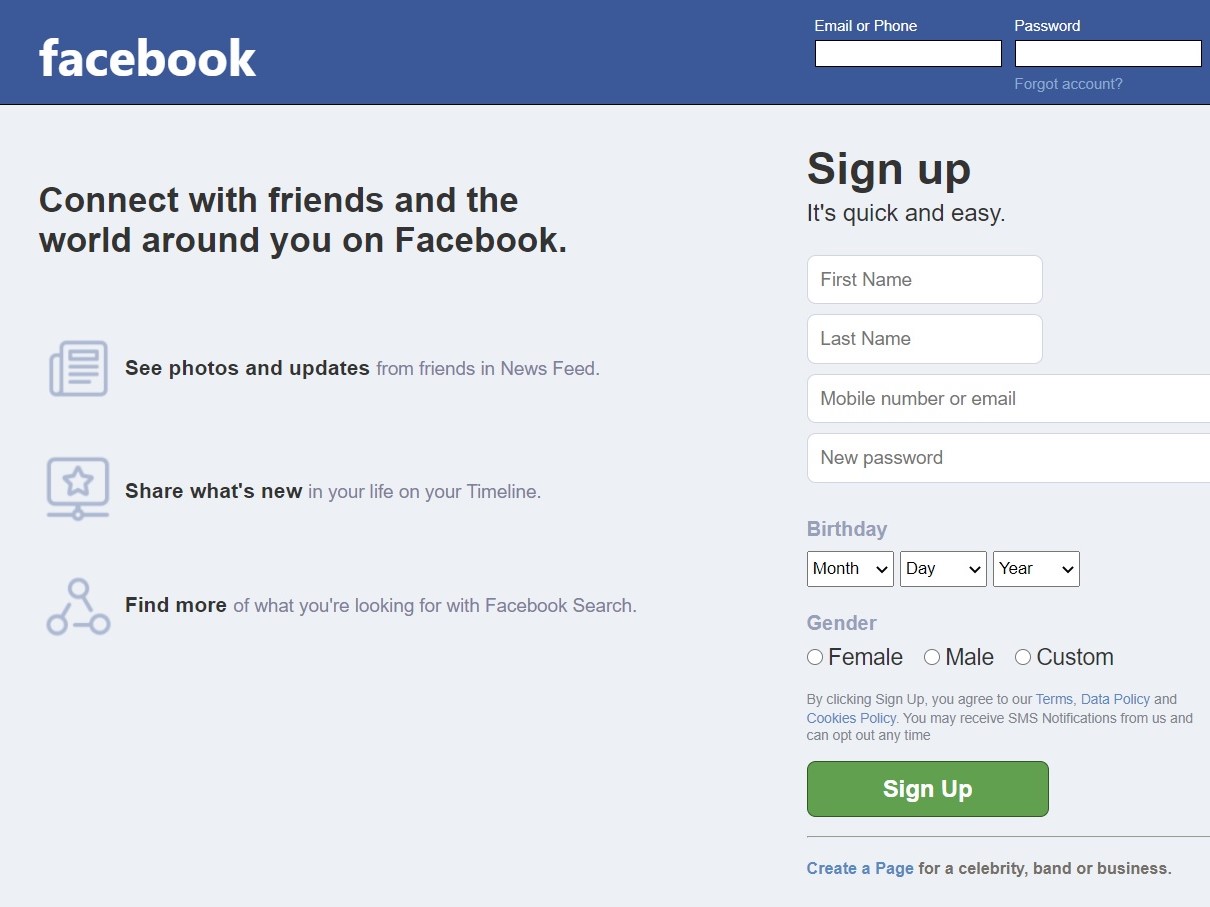 facebook
Email or Phone
Password
Forgot account?
Connect with friends and the
world around you on Facebook.
See photos and updates from friends in News Feed.
Share what's new in your life on your Timeline.
Find more of what you're looking for with Facebook Search.
Sign up
It's quick and easy.
First Name
Last Name
Mobile number or email
New password
Birthday
Month Day Year
Gender
Female Male Custom
By clicking Sign Up, you agree to our Terms, Data Policy and
Cookies Policy. You may receive SMS Notifications from us and
can opt out any time
Sign Up
Create a Page for a celebrity, band or business.